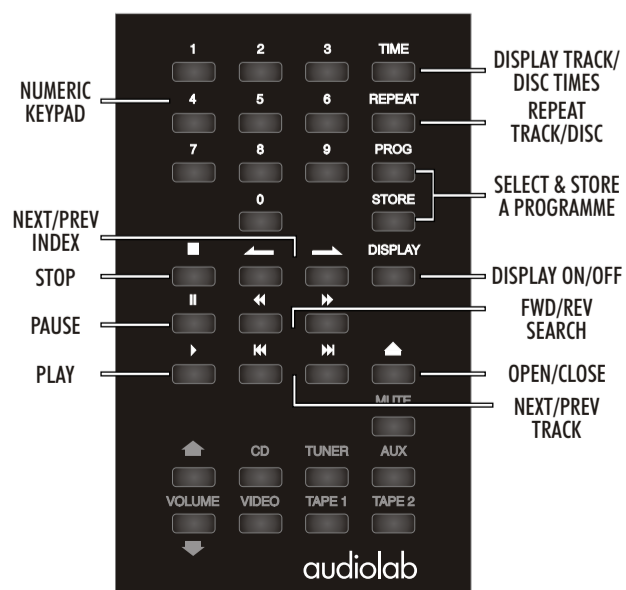 1 2 3 TIME
DISPLAY TRACK/
DISC TIMES
NUMERIC
KEYPAD
4 5 6 REPEAT
REPEAT
TRACK/DISC
7 8 9 PROG
SELECT & STORE
A PROGRAMME
0 STORE
NEXT/PREV
INDEX
DISPLAY
STOP
DISPLAY ON/OFF
PAUSE
FWD/REV
SEARCH
PLAY
OPEN/CLOSE
MUTE
NEXT/PREV
TRACK
CD TUNER AUX
VOLUME VIDEO TAPE 1 TAPE 2
audiolab